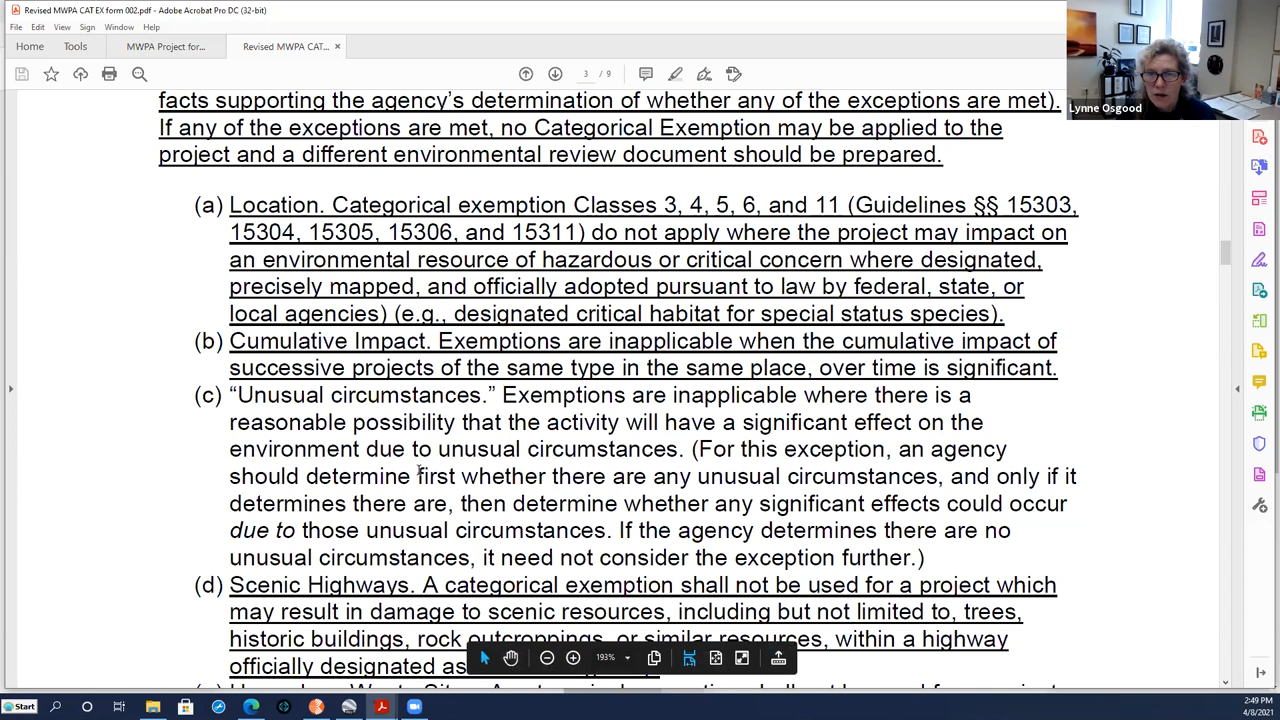 Revised MWPA CAT EX form 002.pdf - Adobe Acrobat Pro DC (32-bit)
File Edit View Sign Window Help
Home Tools MWPA Project for... Revised MWPA CAT... ×
3 / 9
Lynne Osgood
facts supporting the agency's determination of whether any of the exceptions are met).
If any of the exceptions are met, no Categorical Exemption may be applied to the
project and a different environmental review document should be prepared.
(a) Location. Categorical exemption Classes 3, 4, 5, 6, and 11 (Guidelines §§ 15303,
15304, 15305, 15306, and 15311) do not apply where the project may impact on
an environmental resource of hazardous or critical concern where designated,
precisely mapped, and officially adopted pursuant to law by federal, state, or
local agencies) (e.g., designated critical habitat for special status species).
(b) Cumulative Impact. Exemptions are inapplicable when the cumulative impact of
successive projects of the same type in the same place, over time is significant.
(c) “Unusual circumstances.” Exemptions are inapplicable where there is a
reasonable possibility that the activity will have a significant effect on the
environment due to unusual circumstances. (For this exception, an agency
should determine first whether there are any unusual circumstances, and only if it
determines there are, then determine whether any significant effects could occur
due to those unusual circumstances. If the agency determines there are no
unusual circumstances, it need not consider the exception further.)
(d) Scenic Highways. A categorical exemption shall not be used for a project which
may result in damage to scenic resources, including but not limited to, trees,
historic buildings, rock outcroppings, or similar resources, within a highway
officially designated as
193%
Start
2:49 PM
4/8/2021